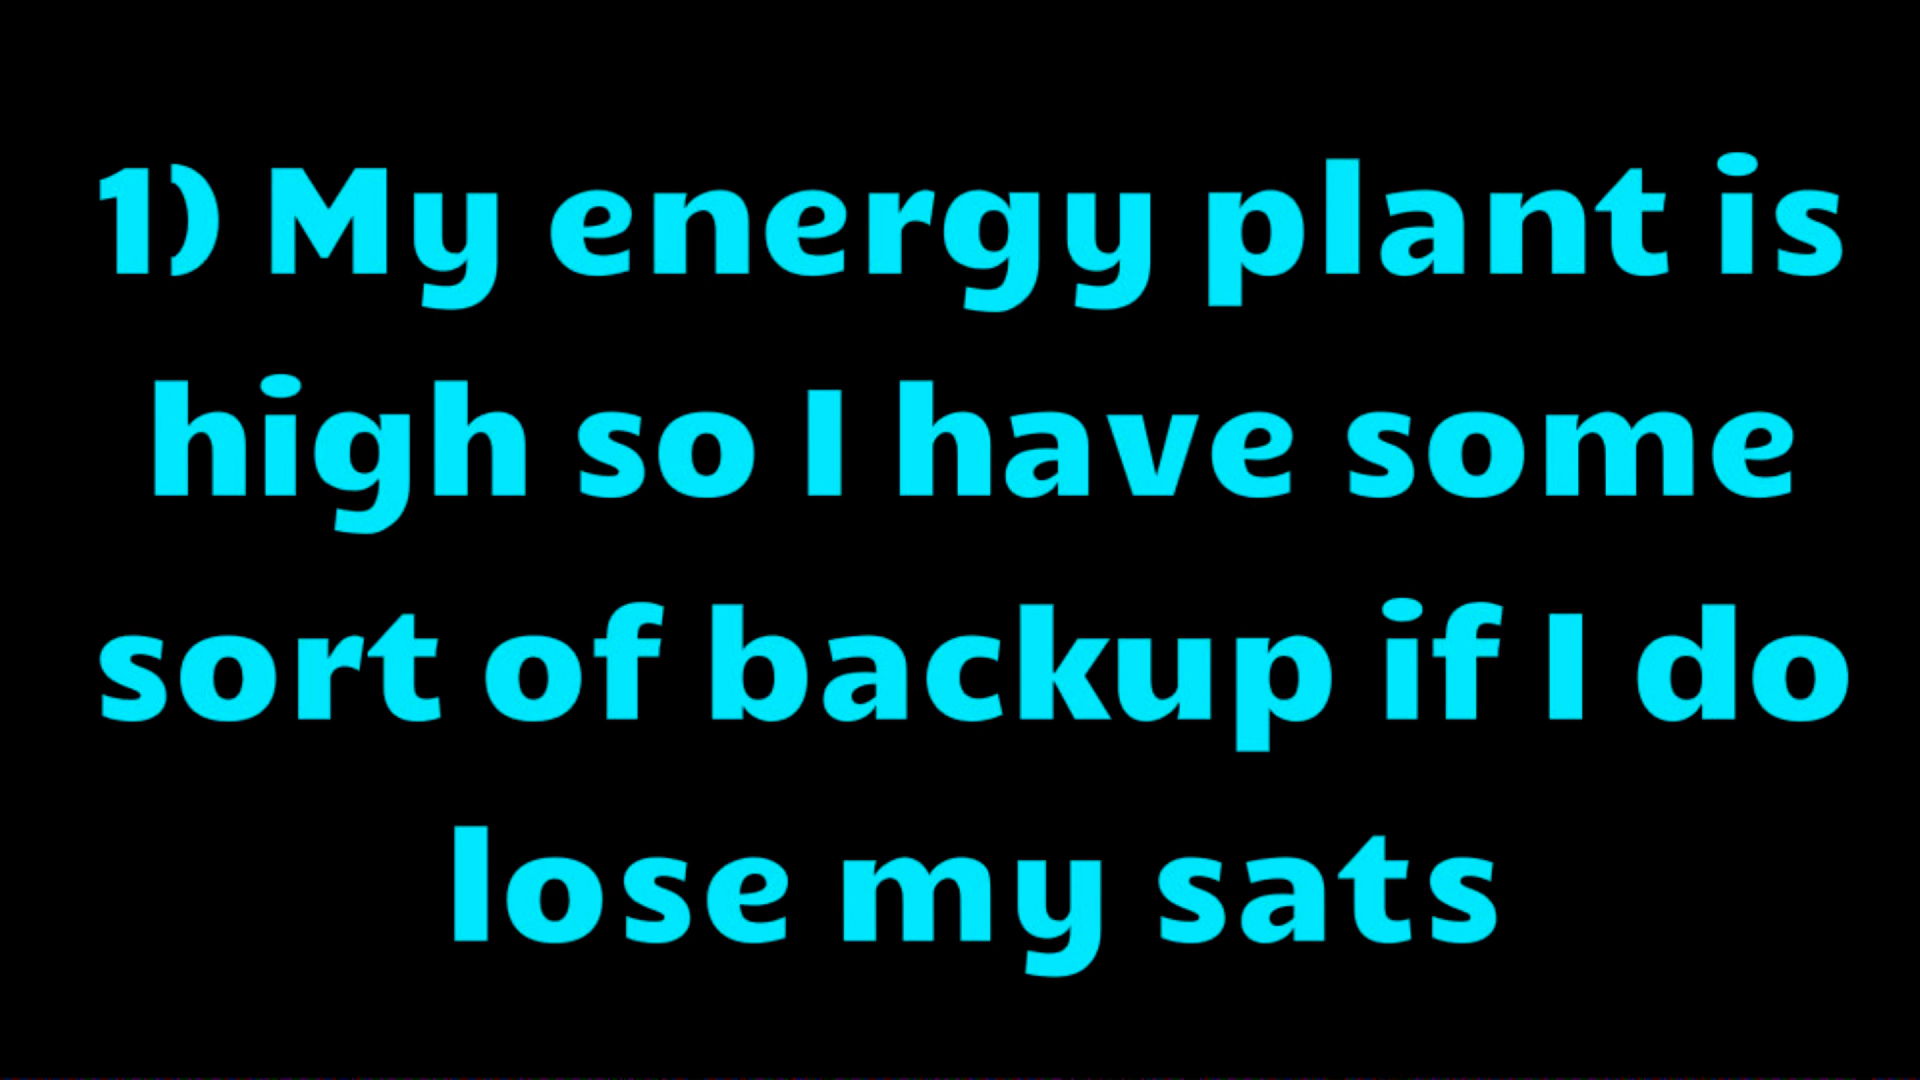 1) My energy plant is
high so I have some
sort of backup if I do
lose my sats